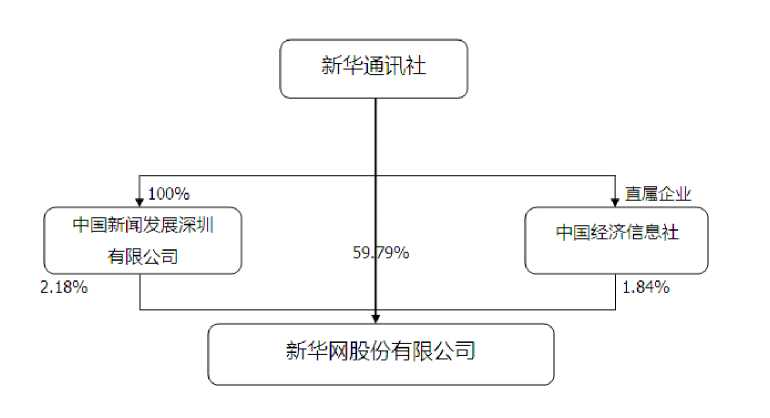 新华通讯社
100%
直属企业
中国新闻发展深圳
有限公司
中国经济信息社
59.79%
2.18%
1.84%
新华网股份有限公司